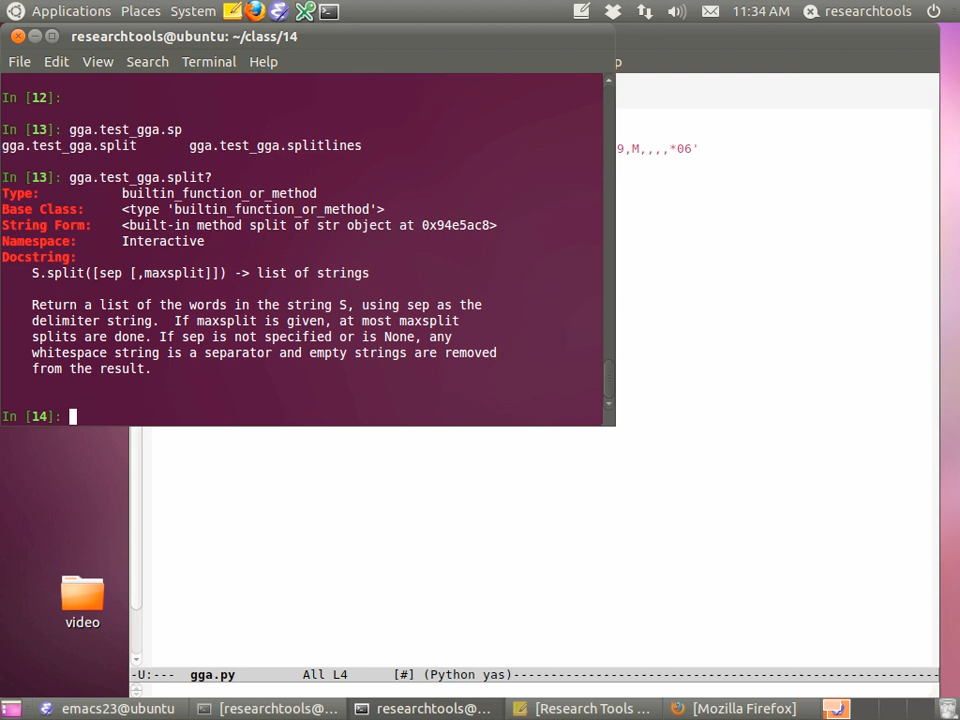 Applications Places System 11:34 AM researchtools
researchtools@ubuntu: ~/class/14
File Edit View Search Terminal Help
p
In [12]:
In [13]: gga.test_gga.sp
gga.test_gga.split gga.test_gga.splitlines
9,M,,,,*06'
In [13]: gga.test_gga.split?
Type: builtin_function_or_method
Base Class: <type 'builtin_function_or_method'>
String Form: <built-in method split of str object at 0x94e5ac8>
Namespace: Interactive
Docstring:
S.split([sep [,maxsplit]]) -> list of strings
Return a list of the words in the string S, using sep as the
delimiter string.  If maxsplit is given, at most maxsplit
splits are done. If sep is not specified or is None, any
whitespace string is a separator and empty strings are removed
from the result.
In [14]:
video
-U:--- gga.py All L4 [#] (Python yas)----------------------------------------------------------
emacs23@ubuntu [researchtools@... researchtools@... [Research Tools ... [Mozilla Firefox]